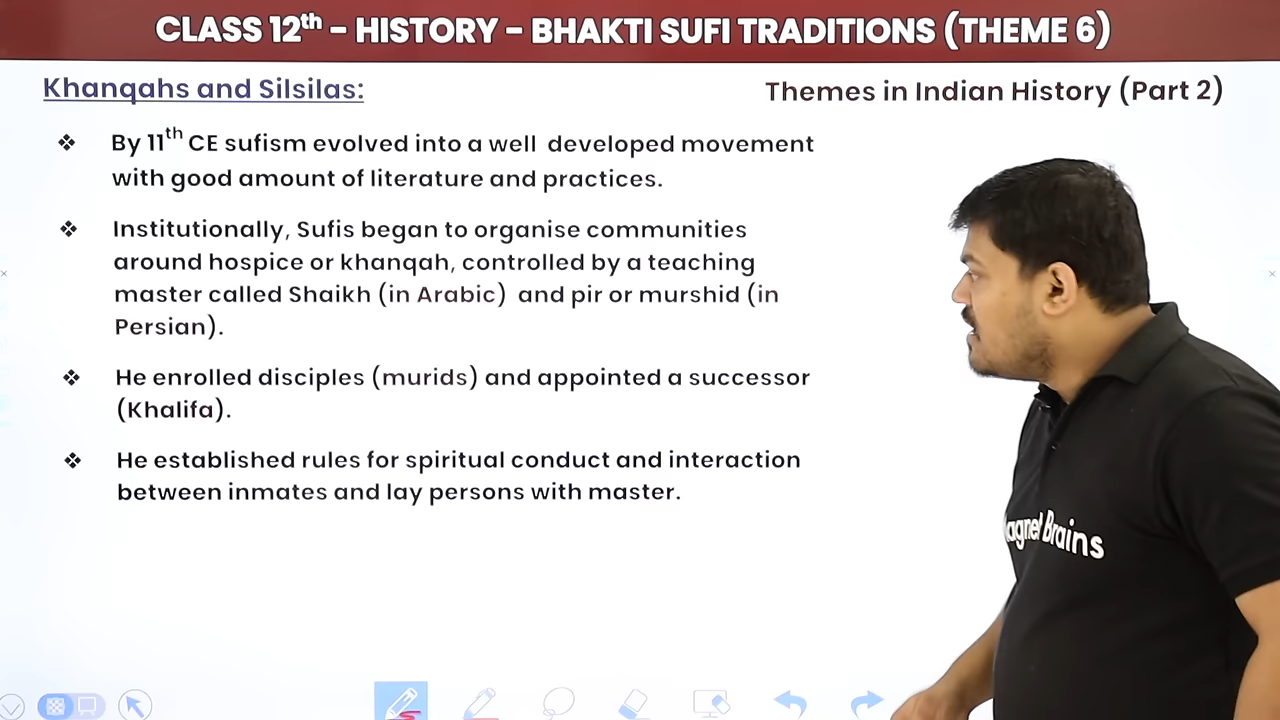 CLASS 12th - HISTORY - BHAKTI SUFI TRADITIONS (THEME 6)
Khanqahs and Silsilas:
Themes in Indian History (Part 2)
❖ By 11th CE sufism evolved into a well developed movement
with good amount of literature and practices.
❖ Institutionally, Sufis began to organise communities
around hospice or khanqah, controlled by a teaching
master called Shaikh (in Arabic) and pir or murshid (in
Persian).
❖ He enrolled disciples (murids) and appointed a successor
(Khalifa).
❖ He established rules for spiritual conduct and interaction
between inmates and lay persons with master.
agnet Brains